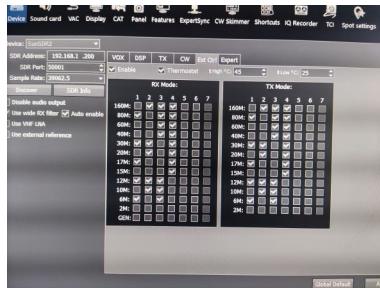 Device Sound card VAC Display CAT Panel Features ExpertSync CW Skimmer Shortcuts IQ Recorder TCI Spot settings
Device: SunSDR2
SDR Address: 192.168.1 .200
SDR Port: 50001
Sample Rate: 39062.5
Discover SDR Info
Disable audio output
Use wide RX filter Auto enable
Use VHF LNA
Use external reference
VOX DSP TX CW Ext Ctrl Expert
Enable Thermostat t High °C: 45 t Low °C: 25
RX Mode:
1 2 3 4 5 6 7
160M:
80M:
60M:
40M:
30M:
20M:
17M:
15M:
12M:
10M:
6M:
2M:
GEN:
TX Mode:
1 2 3 4 5 6 7
160M:
80M:
60M:
40M:
30M:
20M:
17M:
15M:
12M:
10M:
6M:
2M:
Global Default